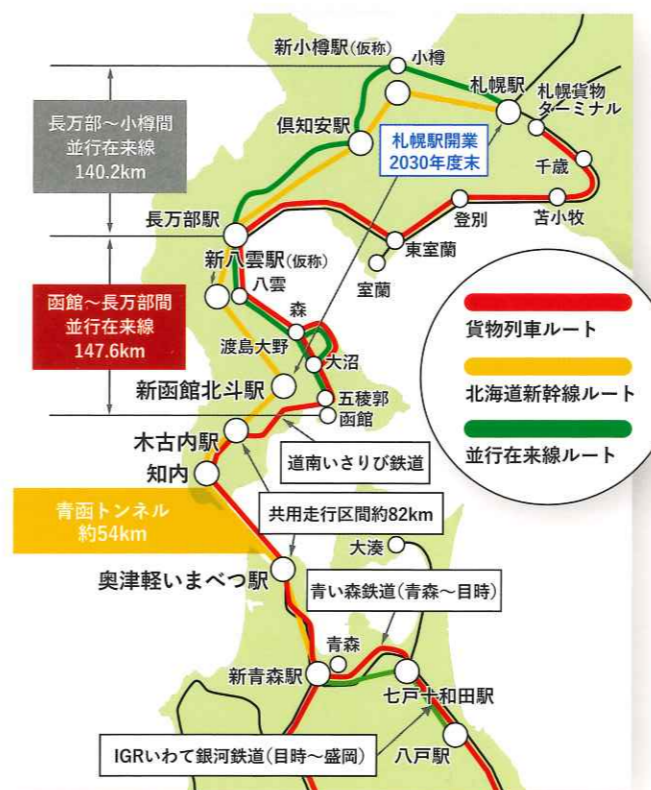 新小樽駅(仮称)
小樽
札幌駅
札幌貨物
ターミナル
長万部〜小樽間
並行在来線
140.2km
倶知安駅
札幌駅開業
2030年度末
千歳
苫小牧
登別
長万部駅
東室蘭
室蘭
新八雲駅(仮称)
八雲
函館〜長万部間
並行在来線
147.6km
森
渡島大野
大沼
貨物列車ルート
北海道新幹線ルート
並行在来線ルート
新函館北斗駅
五稜郭
函館
木古内駅
知内
道南いさりび鉄道
青函トンネル
約54km
共用走行区間約82km
大湊
奥津軽いまべつ駅
青い森鉄道(青森〜目時)
青森
新青森駅
七戸十和田駅
IGRいわて銀河鉄道(目時〜盛岡)
八戸駅